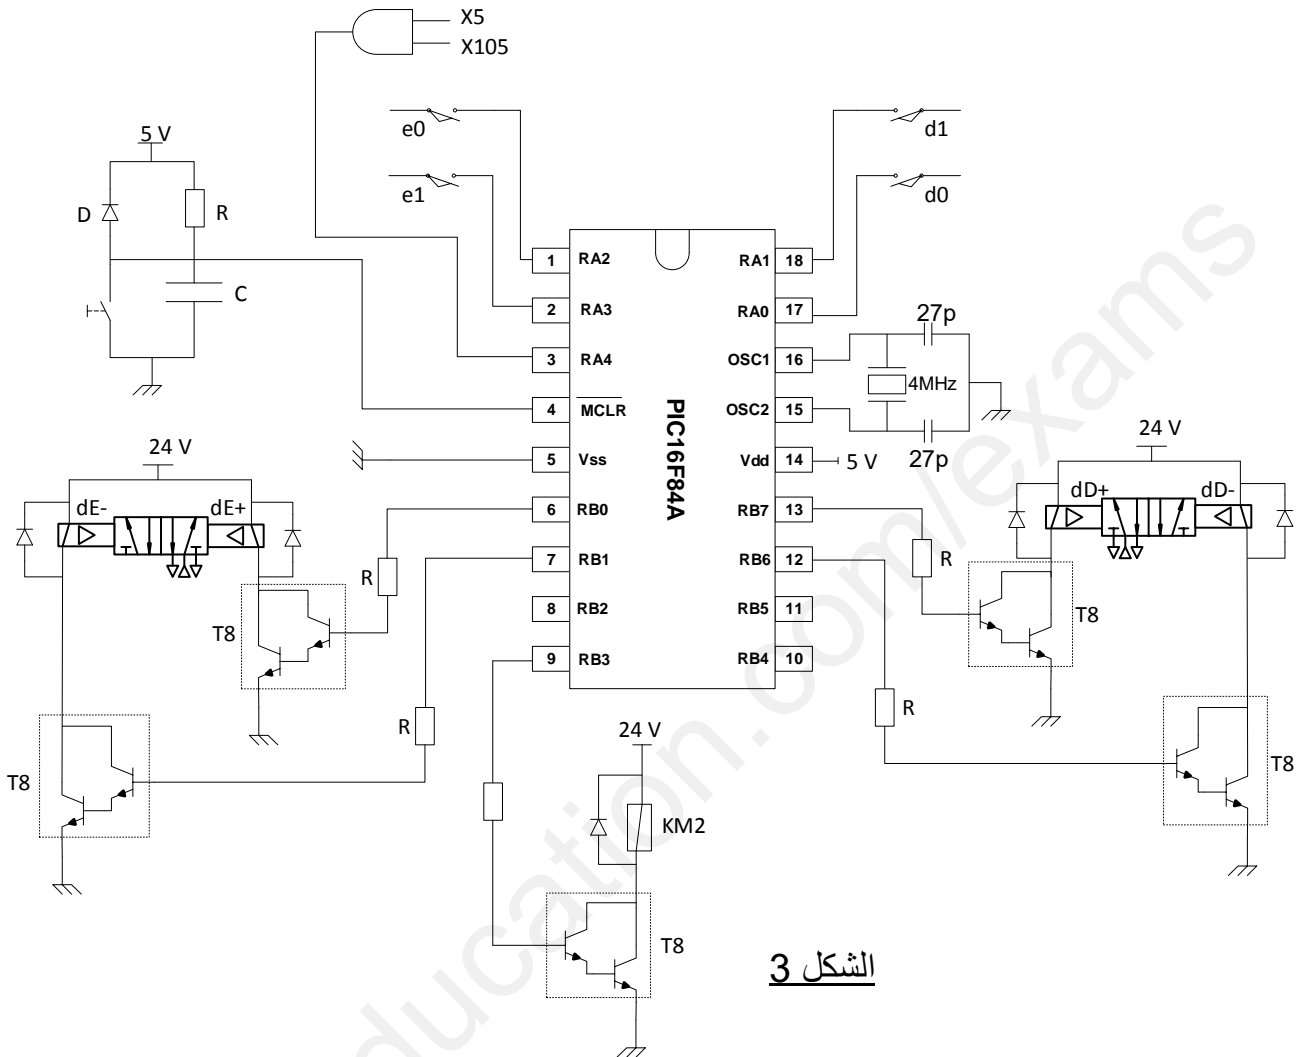 X5
X105
e0
d1
5 V
e1
d0
D
R
C
1 RA2
RA1 18
2 RA3
RA0 17
27p
3 RA4
OSC1 16
4MHz
4 MCLR
OSC2 15
PIC16F84A
27p
24 V
5 Vss
Vdd 14
5 V
24 V
dE-
dE+
6 RB0
RB7 13
dD+
dD-
R
7 RB1
RB6 12
R
T8
8 RB2
RB5 11
T8
9 RB3
RB4 10
R
R
24 V
T8
T8
KM2
T8
الشكل 3
ducation.com/exams